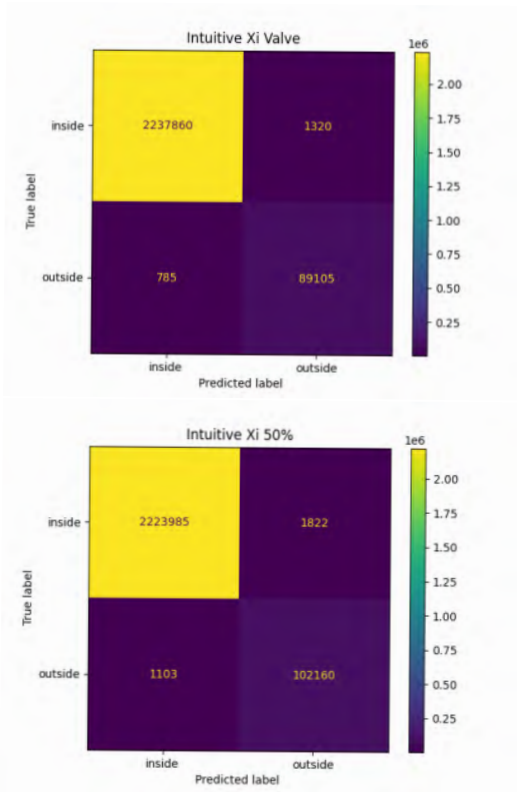 Intuitive Xi Valve
1e6
inside
2237860
1320
2.00
1.75
1.50
1.25
True label
1.00
0.75
outside
785
89105
0.50
0.25
inside
outside
Predicted label
Intuitive Xi 50%
1e6
inside
2223985
1822
2.00
1.75
1.50
1.25
True label
1.00
0.75
outside
1103
102160
0.50
0.25
inside
outside
Predicted label